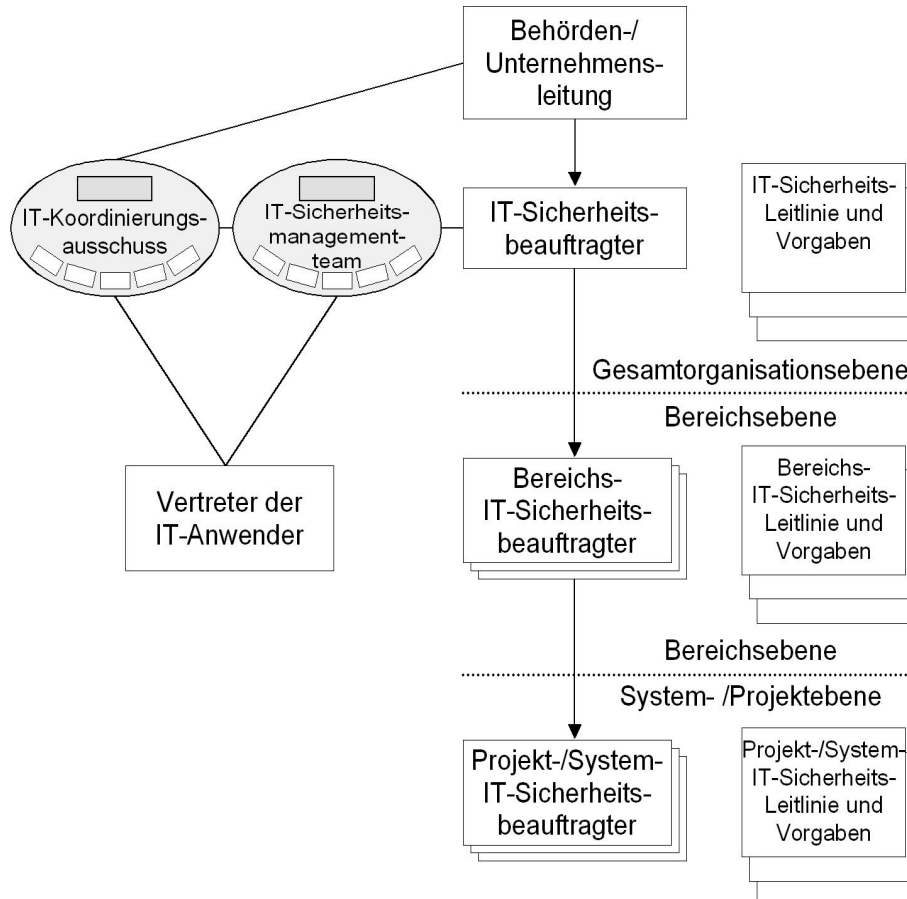 Behörden-/
Unternehmens-
leitung
IT-Koordinierungs-
ausschuss
IT-Sicherheits-
management-
team
IT-Sicherheits-
beauftragter
IT-Sicherheits-
Leitlinie und
Vorgaben
Gesamtorganisationsebene
Bereichsebene
Vertreter der
IT-Anwender
Bereichs-
IT-Sicherheits-
beauftragter
Bereichs-
IT-Sicherheits-
Leitlinie und
Vorgaben
Bereichsebene
System- /Projektebene
Projekt-/System-
IT-Sicherheits-
beauftragter
Projekt-/System-
IT-Sicherheits-
Leitlinie und
Vorgaben